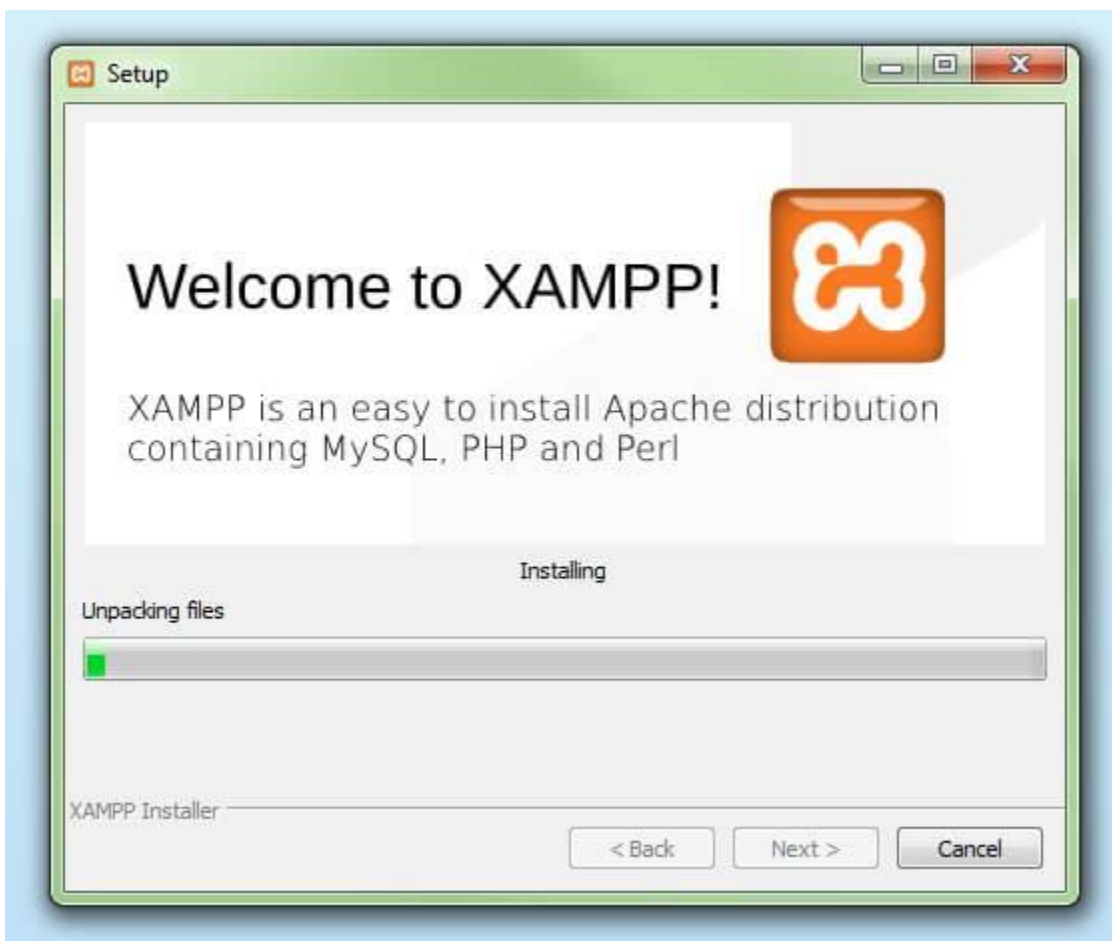 Setup
Welcome to XAMPP!
XAMPP is an easy to install Apache distribution
containing MySQL, PHP and Perl
Installing
Unpacking files
XAMPP Installer
< Back Next > Cancel